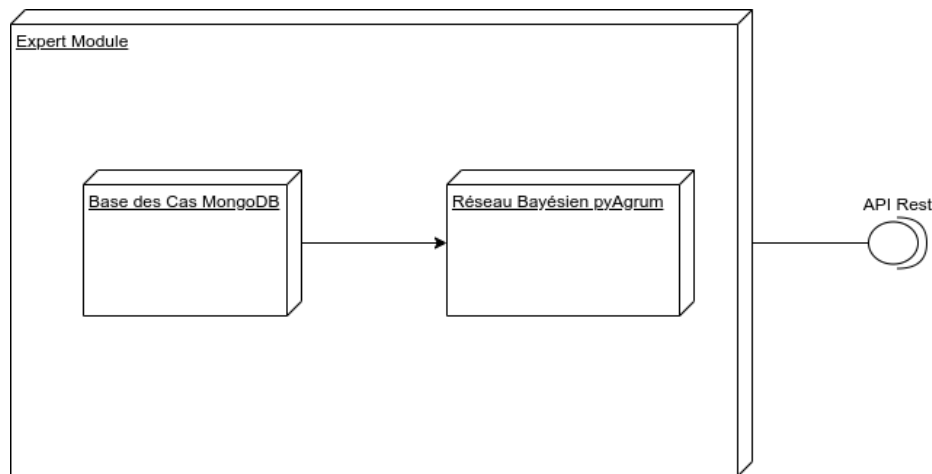 Expert Module
Base des Cas MongoDB
Réseau Bayésien pyAgrum
API Rest